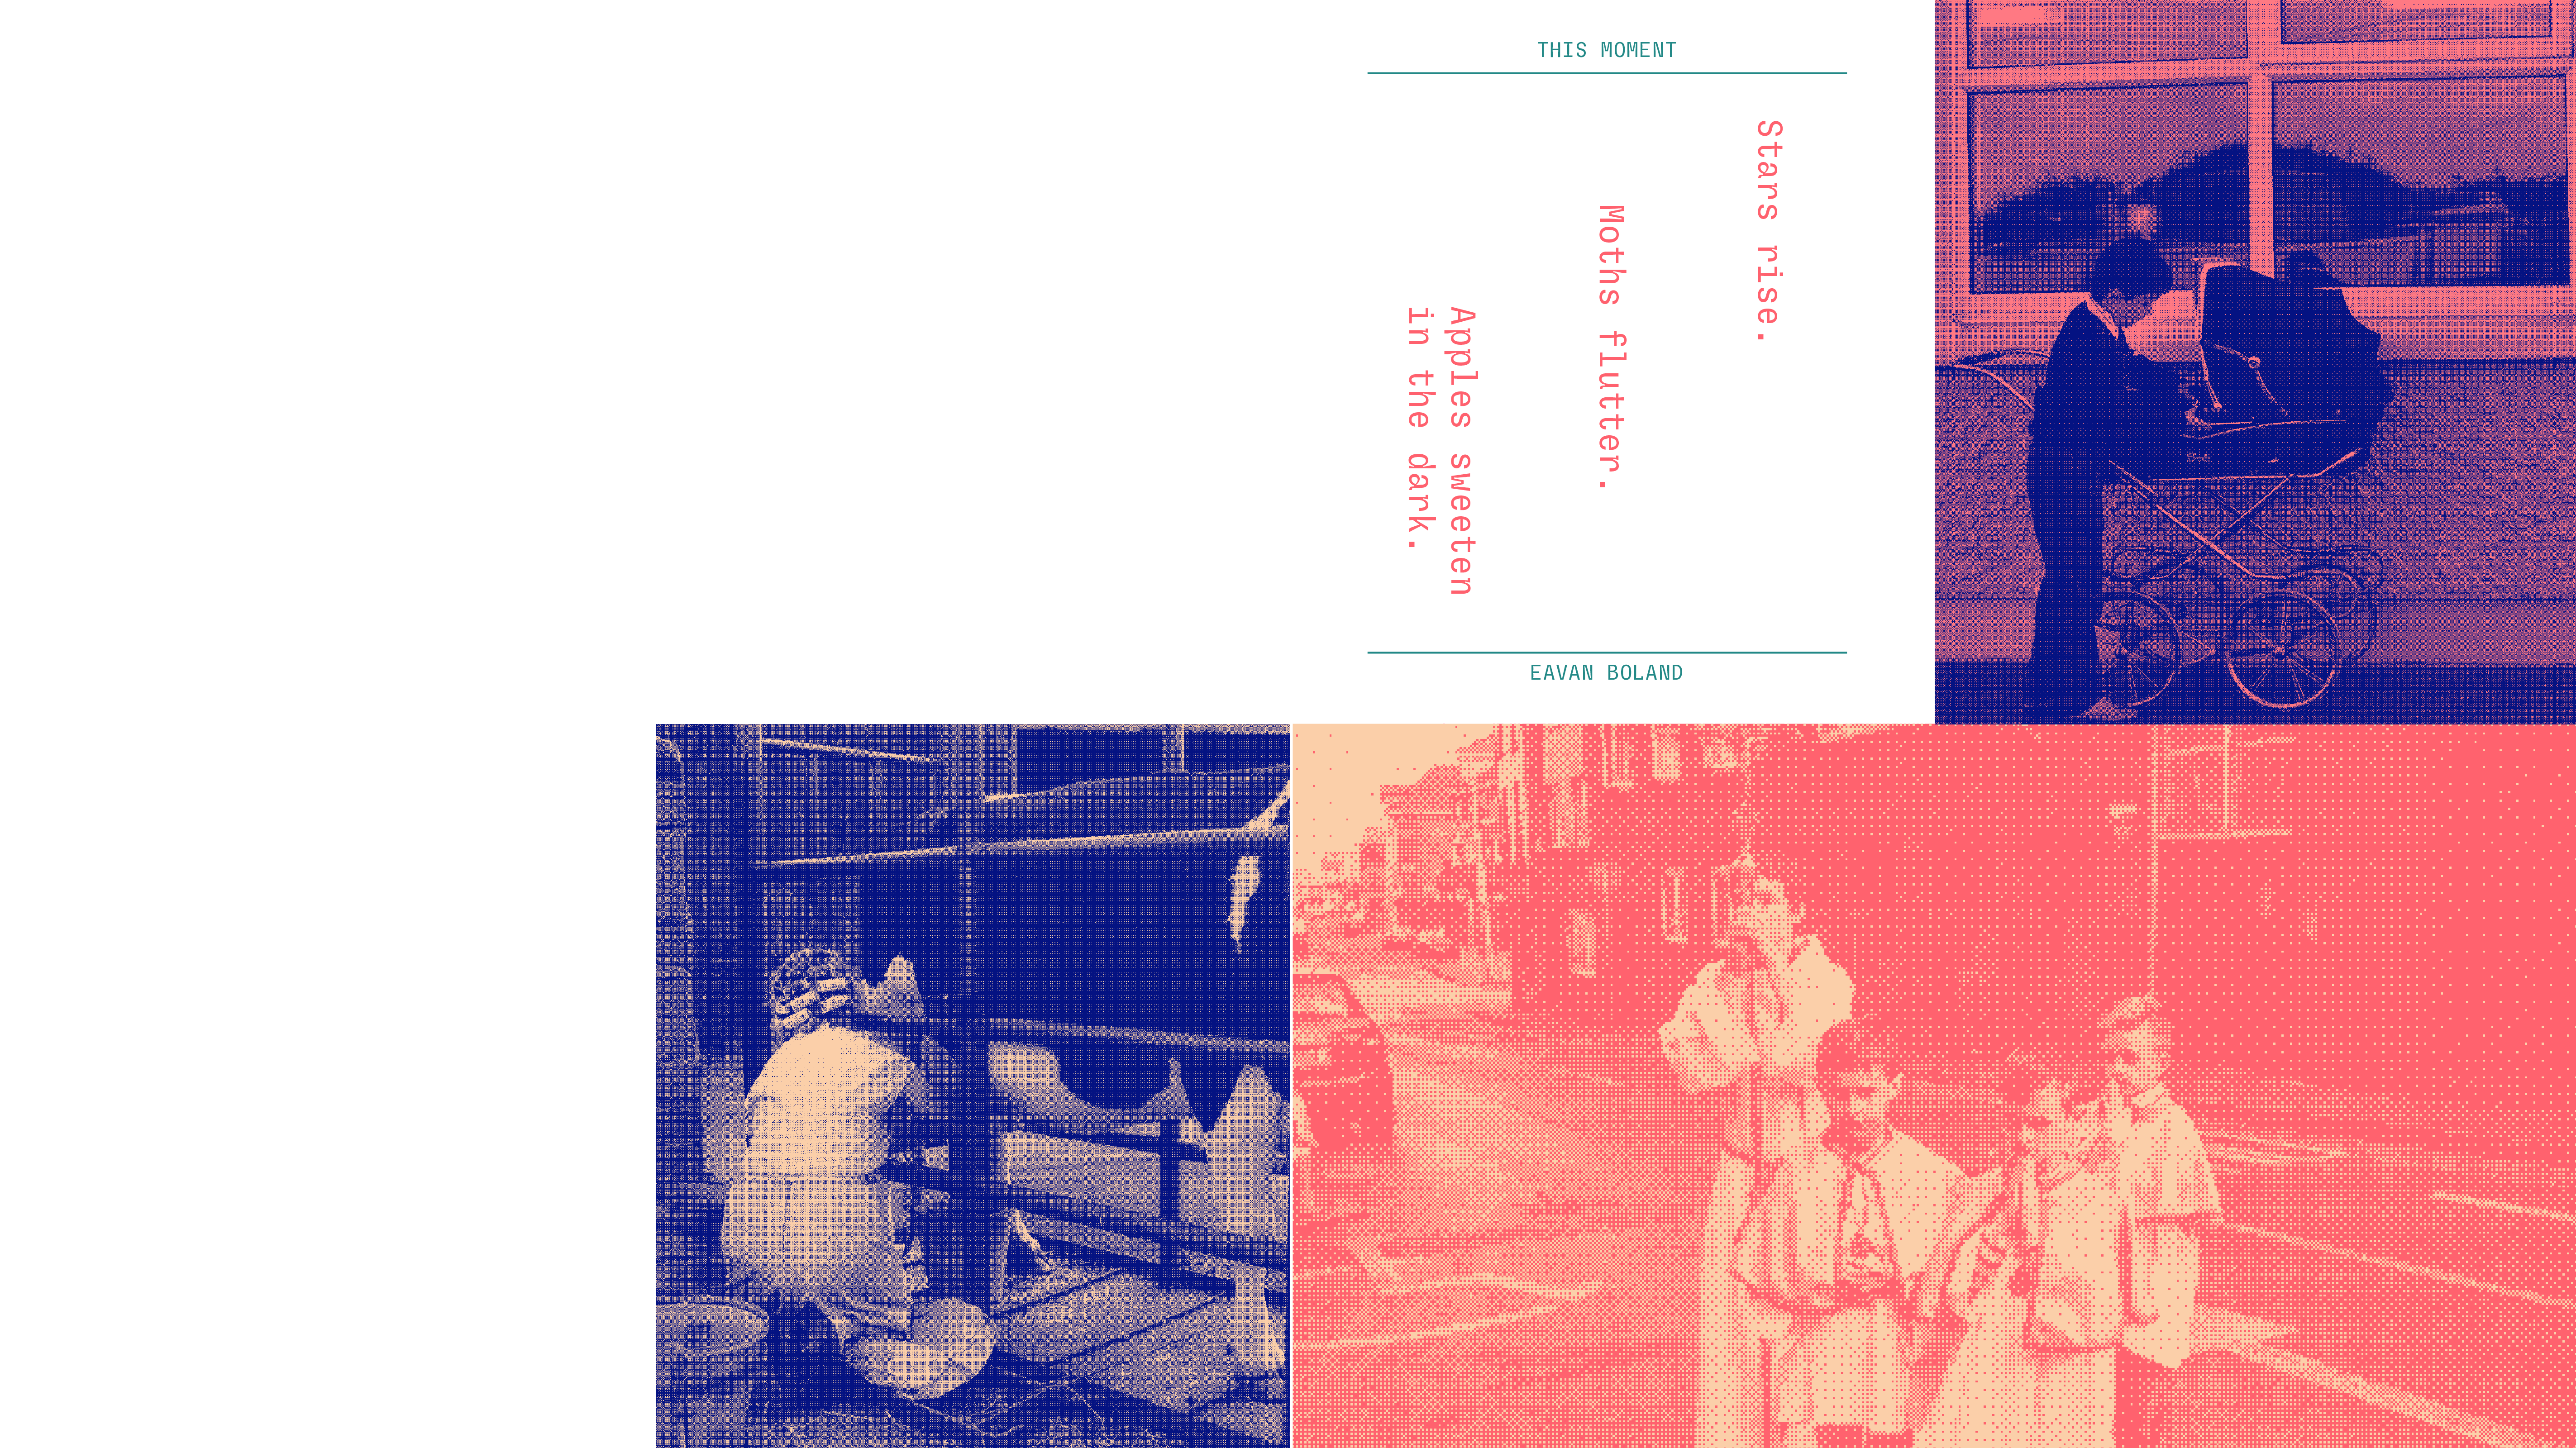 THIS MOMENT
Stars rise.
Moths flutter.
Apples sweeten
in the dark.
EAVAN BOLAND